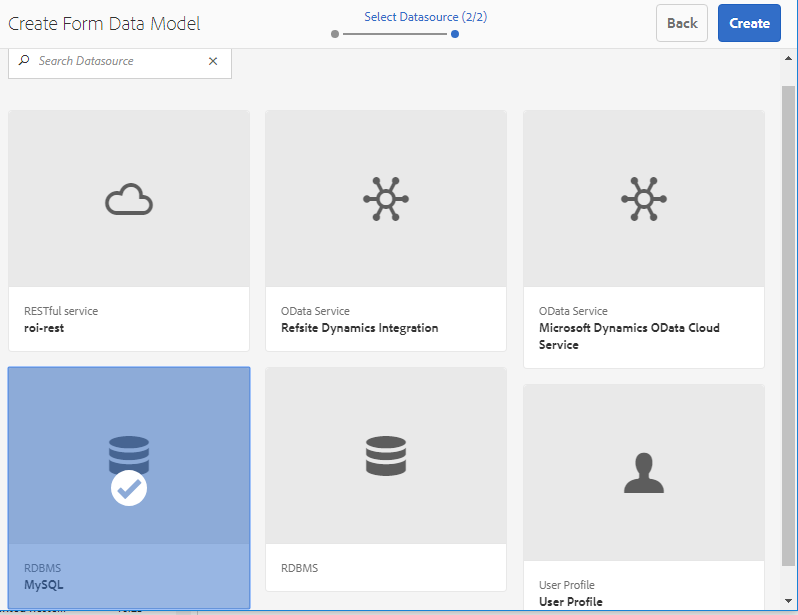 Create Form Data Model
Select Datasource (2/2)
Back
Create
Search Datasource
RESTful service
roi-rest
OData Service
Refsite Dynamics Integration
OData Service
Microsoft Dynamics OData Cloud
Service
RDBMS
MySQL
RDBMS
User Profile
User Profile